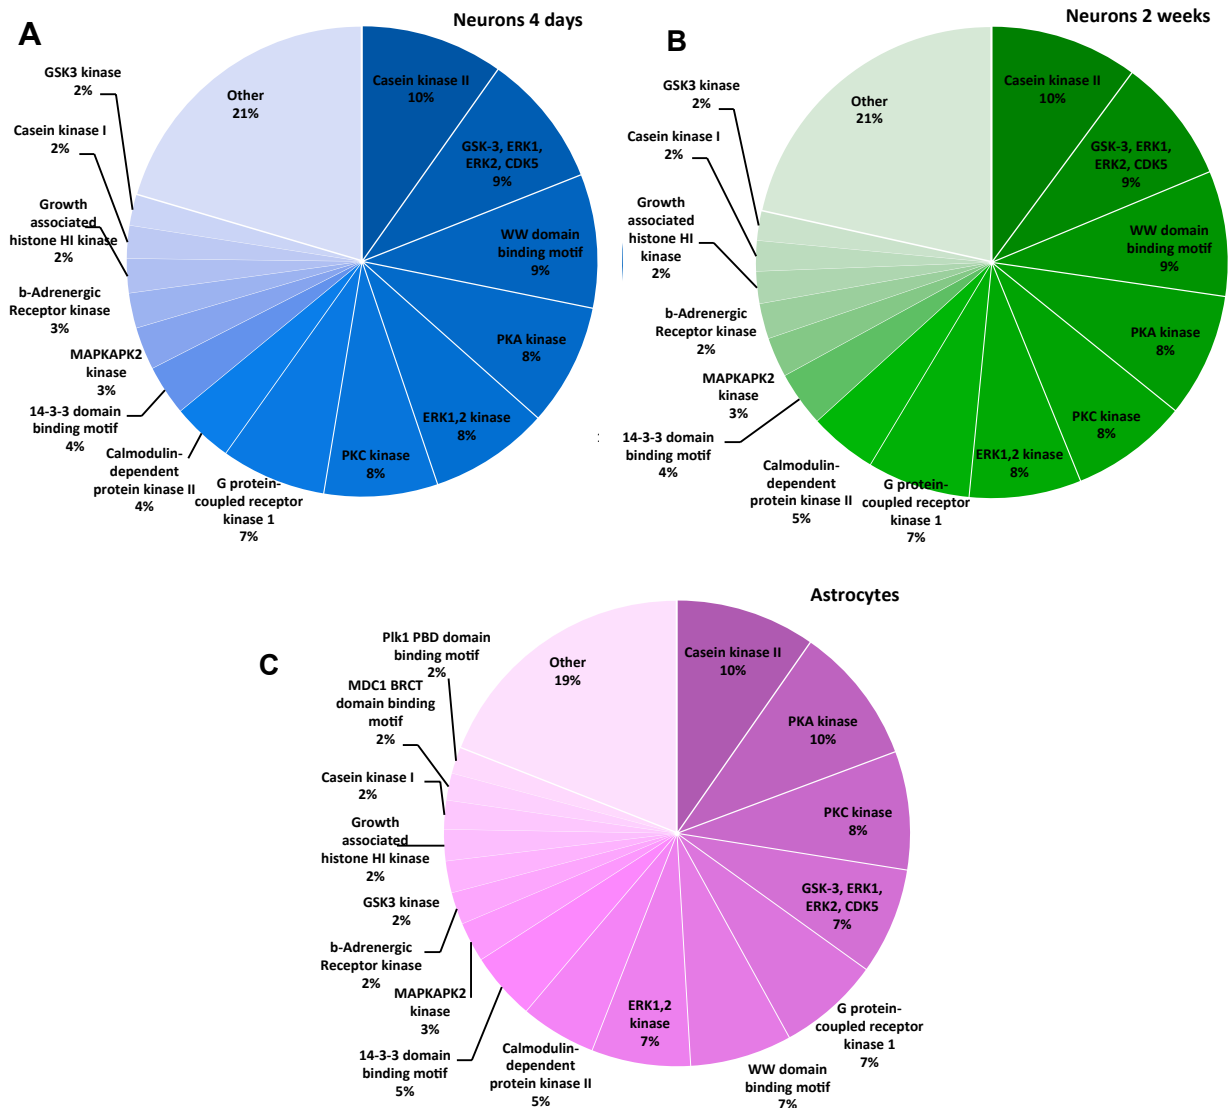 A
Neurons 4 days
Casein kinase II
10%
GSK-3, ERK1,
ERK2, CDK5
9%
WW domain
binding motif
9%
PKA kinase
8%
ERK1,2 kinase
8%
PKC kinase
8%
G protein-
coupled receptor
kinase 1
7%
Calmodulin-
dependent
protein kinase II
4%
14-3-3 domain
binding motif
4%
MAPKAPK2
kinase
3%
b-Adrenergic
Receptor kinase
3%
Growth
associated
histone HI kinase
2%
Casein kinase I
2%
GSK3 kinase
2%
Other
21%
B
Neurons 2 weeks
Casein kinase II
10%
GSK-3, ERK1,
ERK2, CDK5
9%
WW domain
binding motif
9%
PKA kinase
8%
PKC kinase
8%
ERK1,2 kinase
8%
G protein-
coupled receptor
kinase 1
7%
Calmodulin-
dependent
protein kinase II
5%
14-3-3 domain
binding motif
4%
MAPKAPK2
kinase
3%
b-Adrenergic
Receptor kinase
2%
Growth
associated
histone HI
kinase
2%
Casein kinase I
2%
GSK3 kinase
2%
Other
21%
C
Astrocytes
Casein kinase II
10%
PKA kinase
10%
PKC kinase
8%
GSK-3, ERK1,
ERK2, CDK5
7%
G protein-
coupled receptor
kinase 1
7%
WW domain
binding motif
7%
ERK1,2
kinase
7%
Calmodulin-
dependent
protein kinase II
5%
14-3-3 domain
binding motif
5%
MAPKAPK2
kinase
3%
b-Adrenergic
Receptor kinase
2%
GSK3 kinase
2%
Growth
associated
histone HI kinase
2%
Casein kinase I
2%
MDC1 BRCT
domain binding
motif
2%
Plk1 PBD domain
binding motif
2%
Other
19%